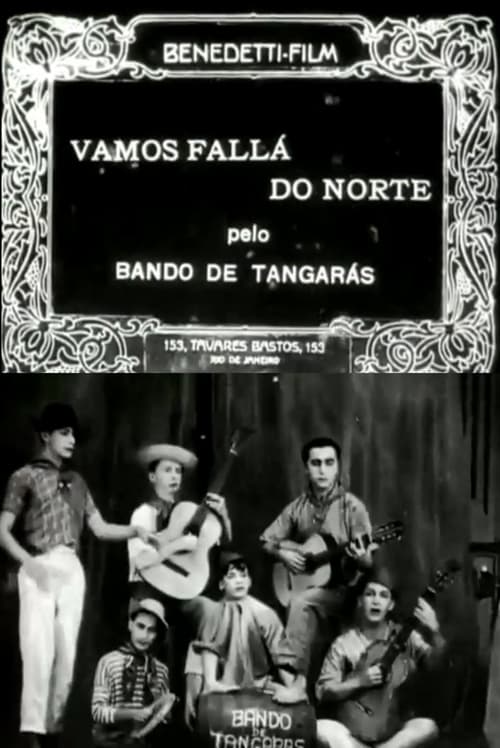 BENEDETTI-FILM
VAMOS FALLÁ
DO NORTE
pelo
BANDO DE TANGARÁS
153, TAVARES BASTOS, 153
RIO DE JANEIRO
BANDO
DE
TANGARAS